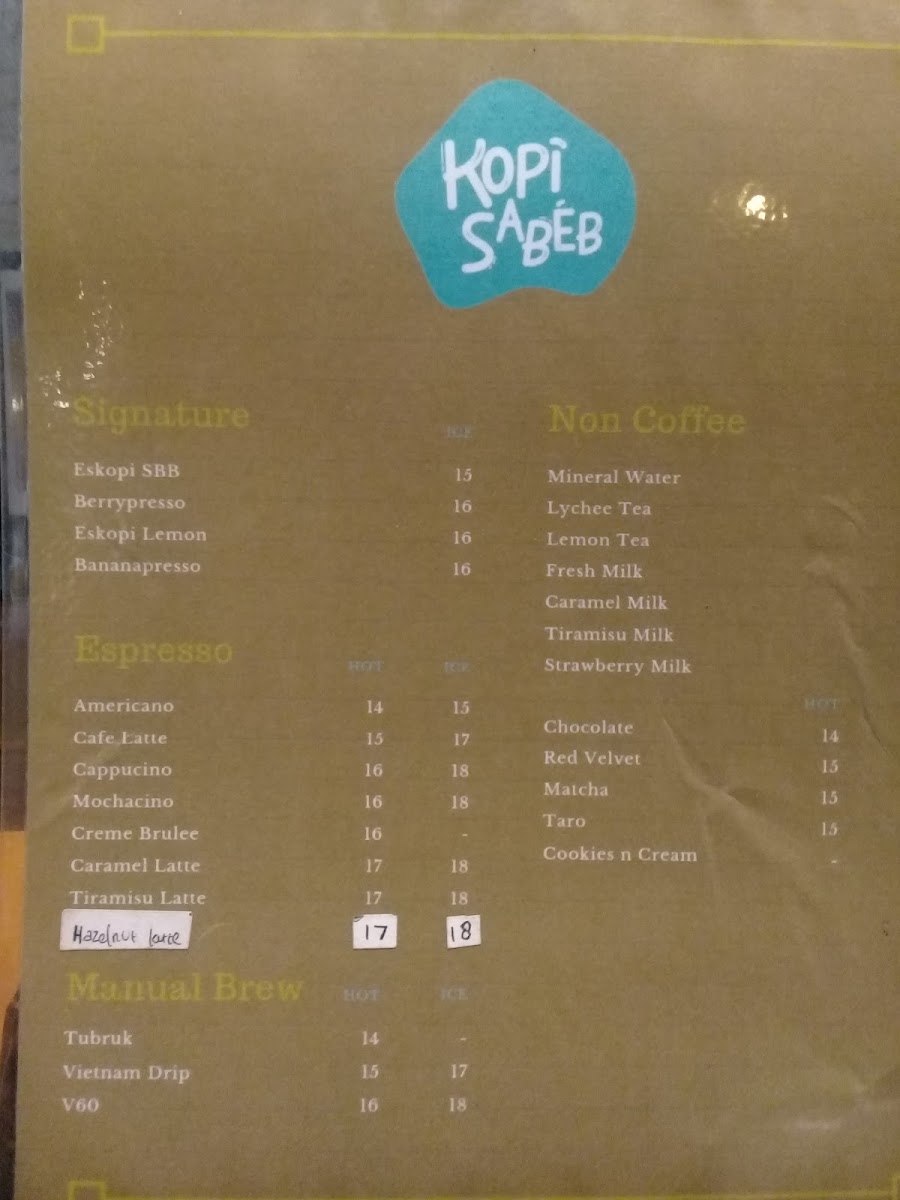 KOPI
SABÉB
Signature ICE
Eskopi SBB 15
Berrypresso 16
Eskopi Lemon 16
Bananapresso 16
Espresso HOT ICE
Americano 14 15
Cafe Latte 15 17
Cappucino 16 18
Mochacino 16 18
Creme Brulee 16 -
Caramel Latte 17 18
Tiramisu Latte 17 18
Hazelnut latte 17 18
Manual Brew HOT ICE
Tubruk 14 -
Vietnam Drip 15 17
V60 16 18
Non Coffee
Mineral Water
Lychee Tea
Lemon Tea
Fresh Milk
Caramel Milk
Tiramisu Milk
Strawberry Milk
HOT
Chocolate 14
Red Velvet 15
Matcha 15
Taro 15
Cookies n Cream -